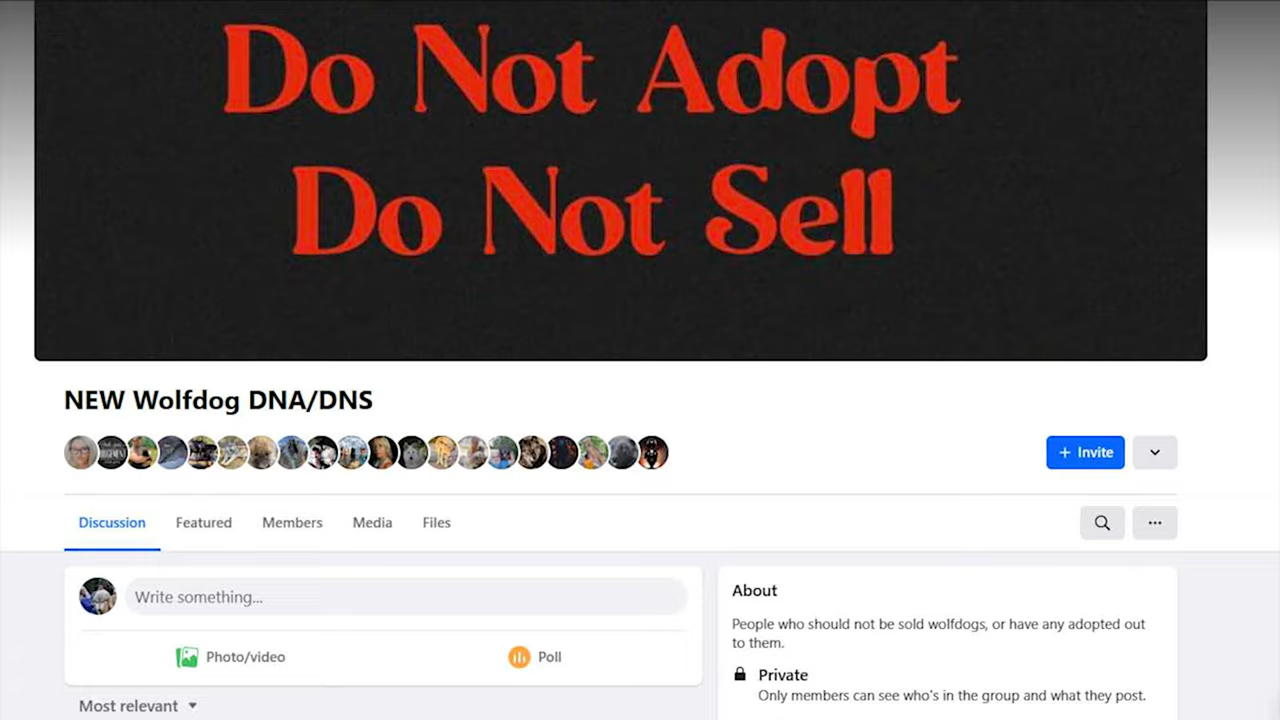 Do Not Adopt
Do Not Sell
NEW Wolfdog DNA/DNS
+ Invite
Discussion Featured Members Media Files
Write something...
Photo/video Poll
Most relevant
About
People who should not be sold wolfdogs, or have any adopted out
to them.
Private
Only members can see who's in the group and what they post.